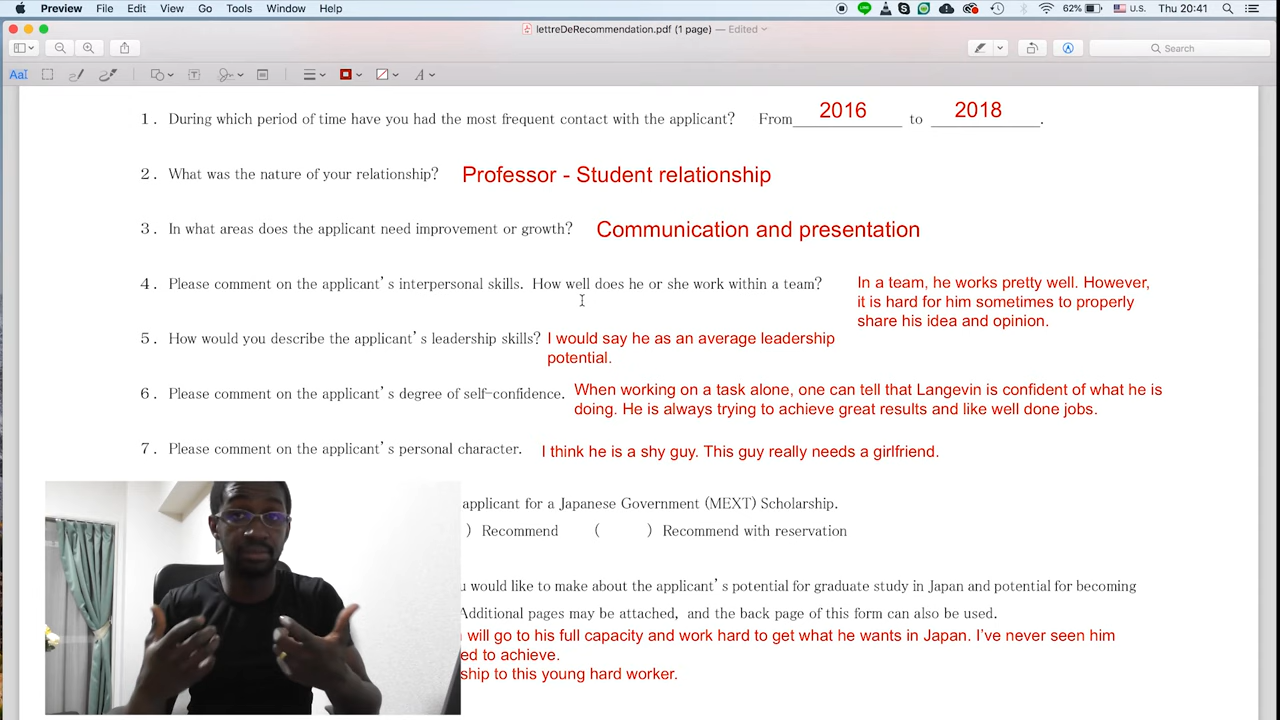 Preview File Edit View Go Tools Window Help 62% U.S. Thu 20:41
lettreDeRecommendation.pdf (1 page) — Edited
Search
AaI A
1. During which period of time have you had the most frequent contact with the applicant? From 2016 to 2018.
2. What was the nature of your relationship? Professor - Student relationship
3. In what areas does the applicant need improvement or growth? Communication and presentation
4. Please comment on the applicant's interpersonal skills. How well does he or she work within a team? In a team, he works pretty well. However,
it is hard for him sometimes to properly
share his idea and opinion.
5. How would you describe the applicant's leadership skills? I would say he as an average leadership
potential.
6. Please comment on the applicant's degree of self-confidence. When working on a task alone, one can tell that Langevin is confident of what he is
doing. He is always trying to achieve great results and like well done jobs.
7. Please comment on the applicant's personal character. I think he is a shy guy. This guy really needs a girlfriend.
applicant for a Japanese Government (MEXT) Scholarship.
) Recommend ( ) Recommend with reservation
would like to make about the applicant's potential for graduate study in Japan and potential for becoming
Additional pages may be attached, and the back page of this form can also be used.
will go to his full capacity and work hard to get what he wants in Japan. I've never seen him
ed to achieve.
ship to this young hard worker.